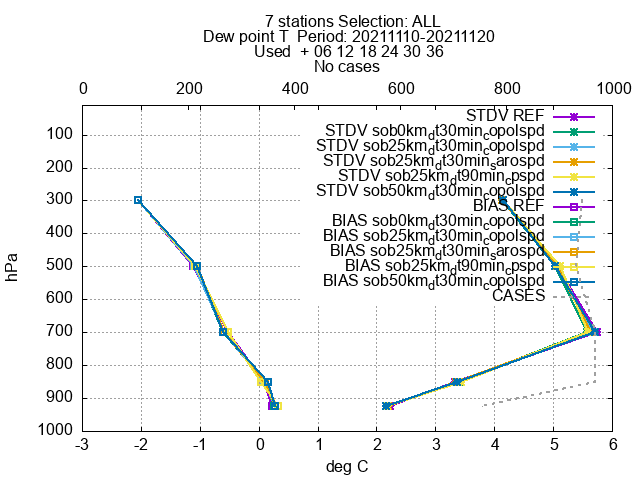 7 stations Selection: ALL
Dew point T  Period: 20211110-20211120
Used  + 06 12 18 24 30 36
No cases
0 200 400 600 800 1000
STDV REF
STDV sob0km_dt30min_copolspd
STDV sob25km_dt30min_copolspd
STDV sob25km_dt30min_sarospd
STDV sob25km_dt90min_cpspd
STDV sob50km_dt30min_copolspd
BIAS REF
BIAS sob0km_dt30min_copolspd
BIAS sob25km_dt30min_copolspd
BIAS sob25km_dt30min_sarospd
BIAS sob25km_dt90min_cpspd
BIAS sob50km_dt30min_copolspd
CASES
100
200
300
400
500
600
700
800
900
1000
hPa
-3 -2 -1 0 1 2 3 4 5 6
deg C